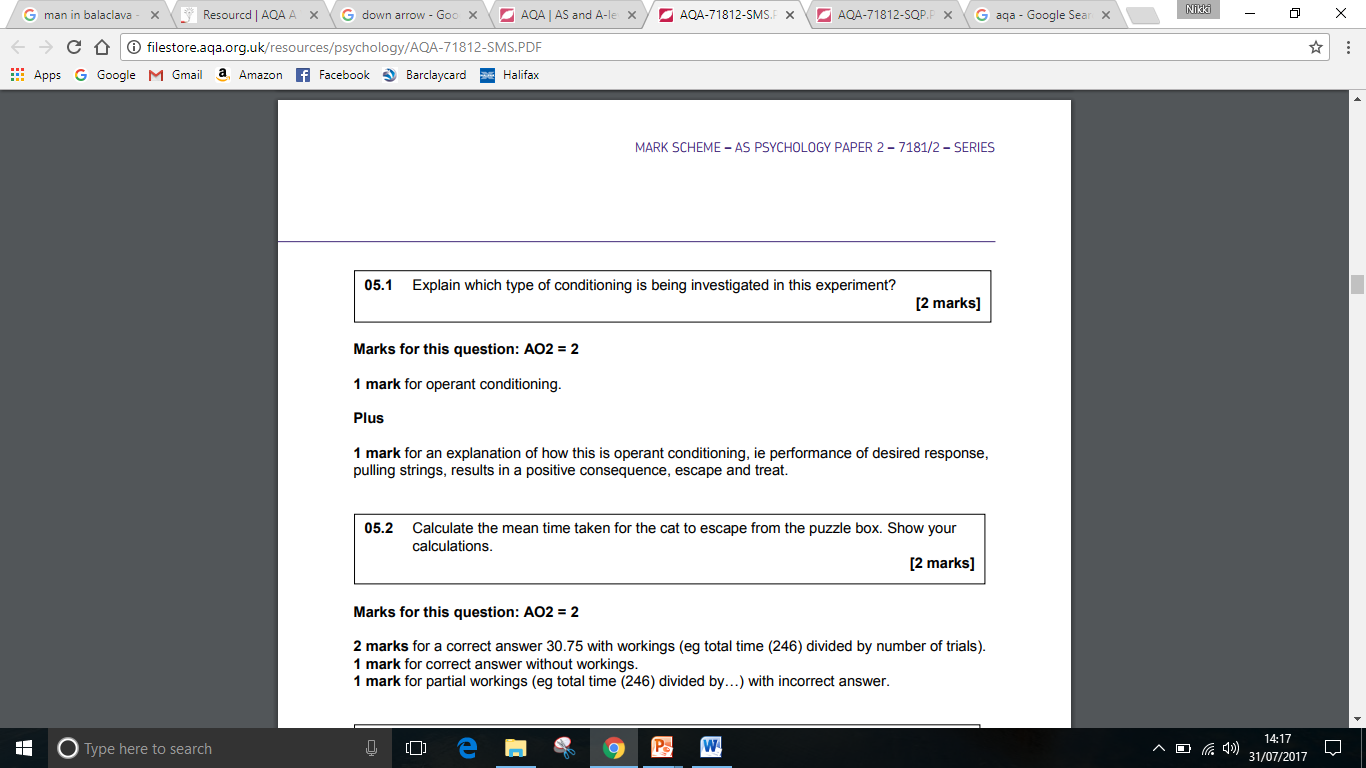 man in balaclava -
Resourcd | AQA A
down arrow - Goo
AQA | AS and A-le
AQA-71812-SMS.P
AQA-71812-SQP.P
aqa - Google Sear
Nikki
filestore.aqa.org.uk/resources/psychology/AQA-71812-SMS.PDF
Apps Google Gmail Amazon Facebook Barclaycard Halifax
MARK SCHEME – AS PSYCHOLOGY PAPER 2 – 7181/2 – SERIES
05.1 Explain which type of conditioning is being investigated in this experiment?
[2 marks]
Marks for this question: AO2 = 2
1 mark for operant conditioning.
Plus
1 mark for an explanation of how this is operant conditioning, ie performance of desired response,
pulling strings, results in a positive consequence, escape and treat.
05.2 Calculate the mean time taken for the cat to escape from the puzzle box. Show your
calculations.
[2 marks]
Marks for this question: AO2 = 2
2 marks for a correct answer 30.75 with workings (eg total time (246) divided by number of trials).
1 mark for correct answer without workings.
1 mark for partial workings (eg total time (246) divided by…) with incorrect answer.
Type here to search
14:17
31/07/2017